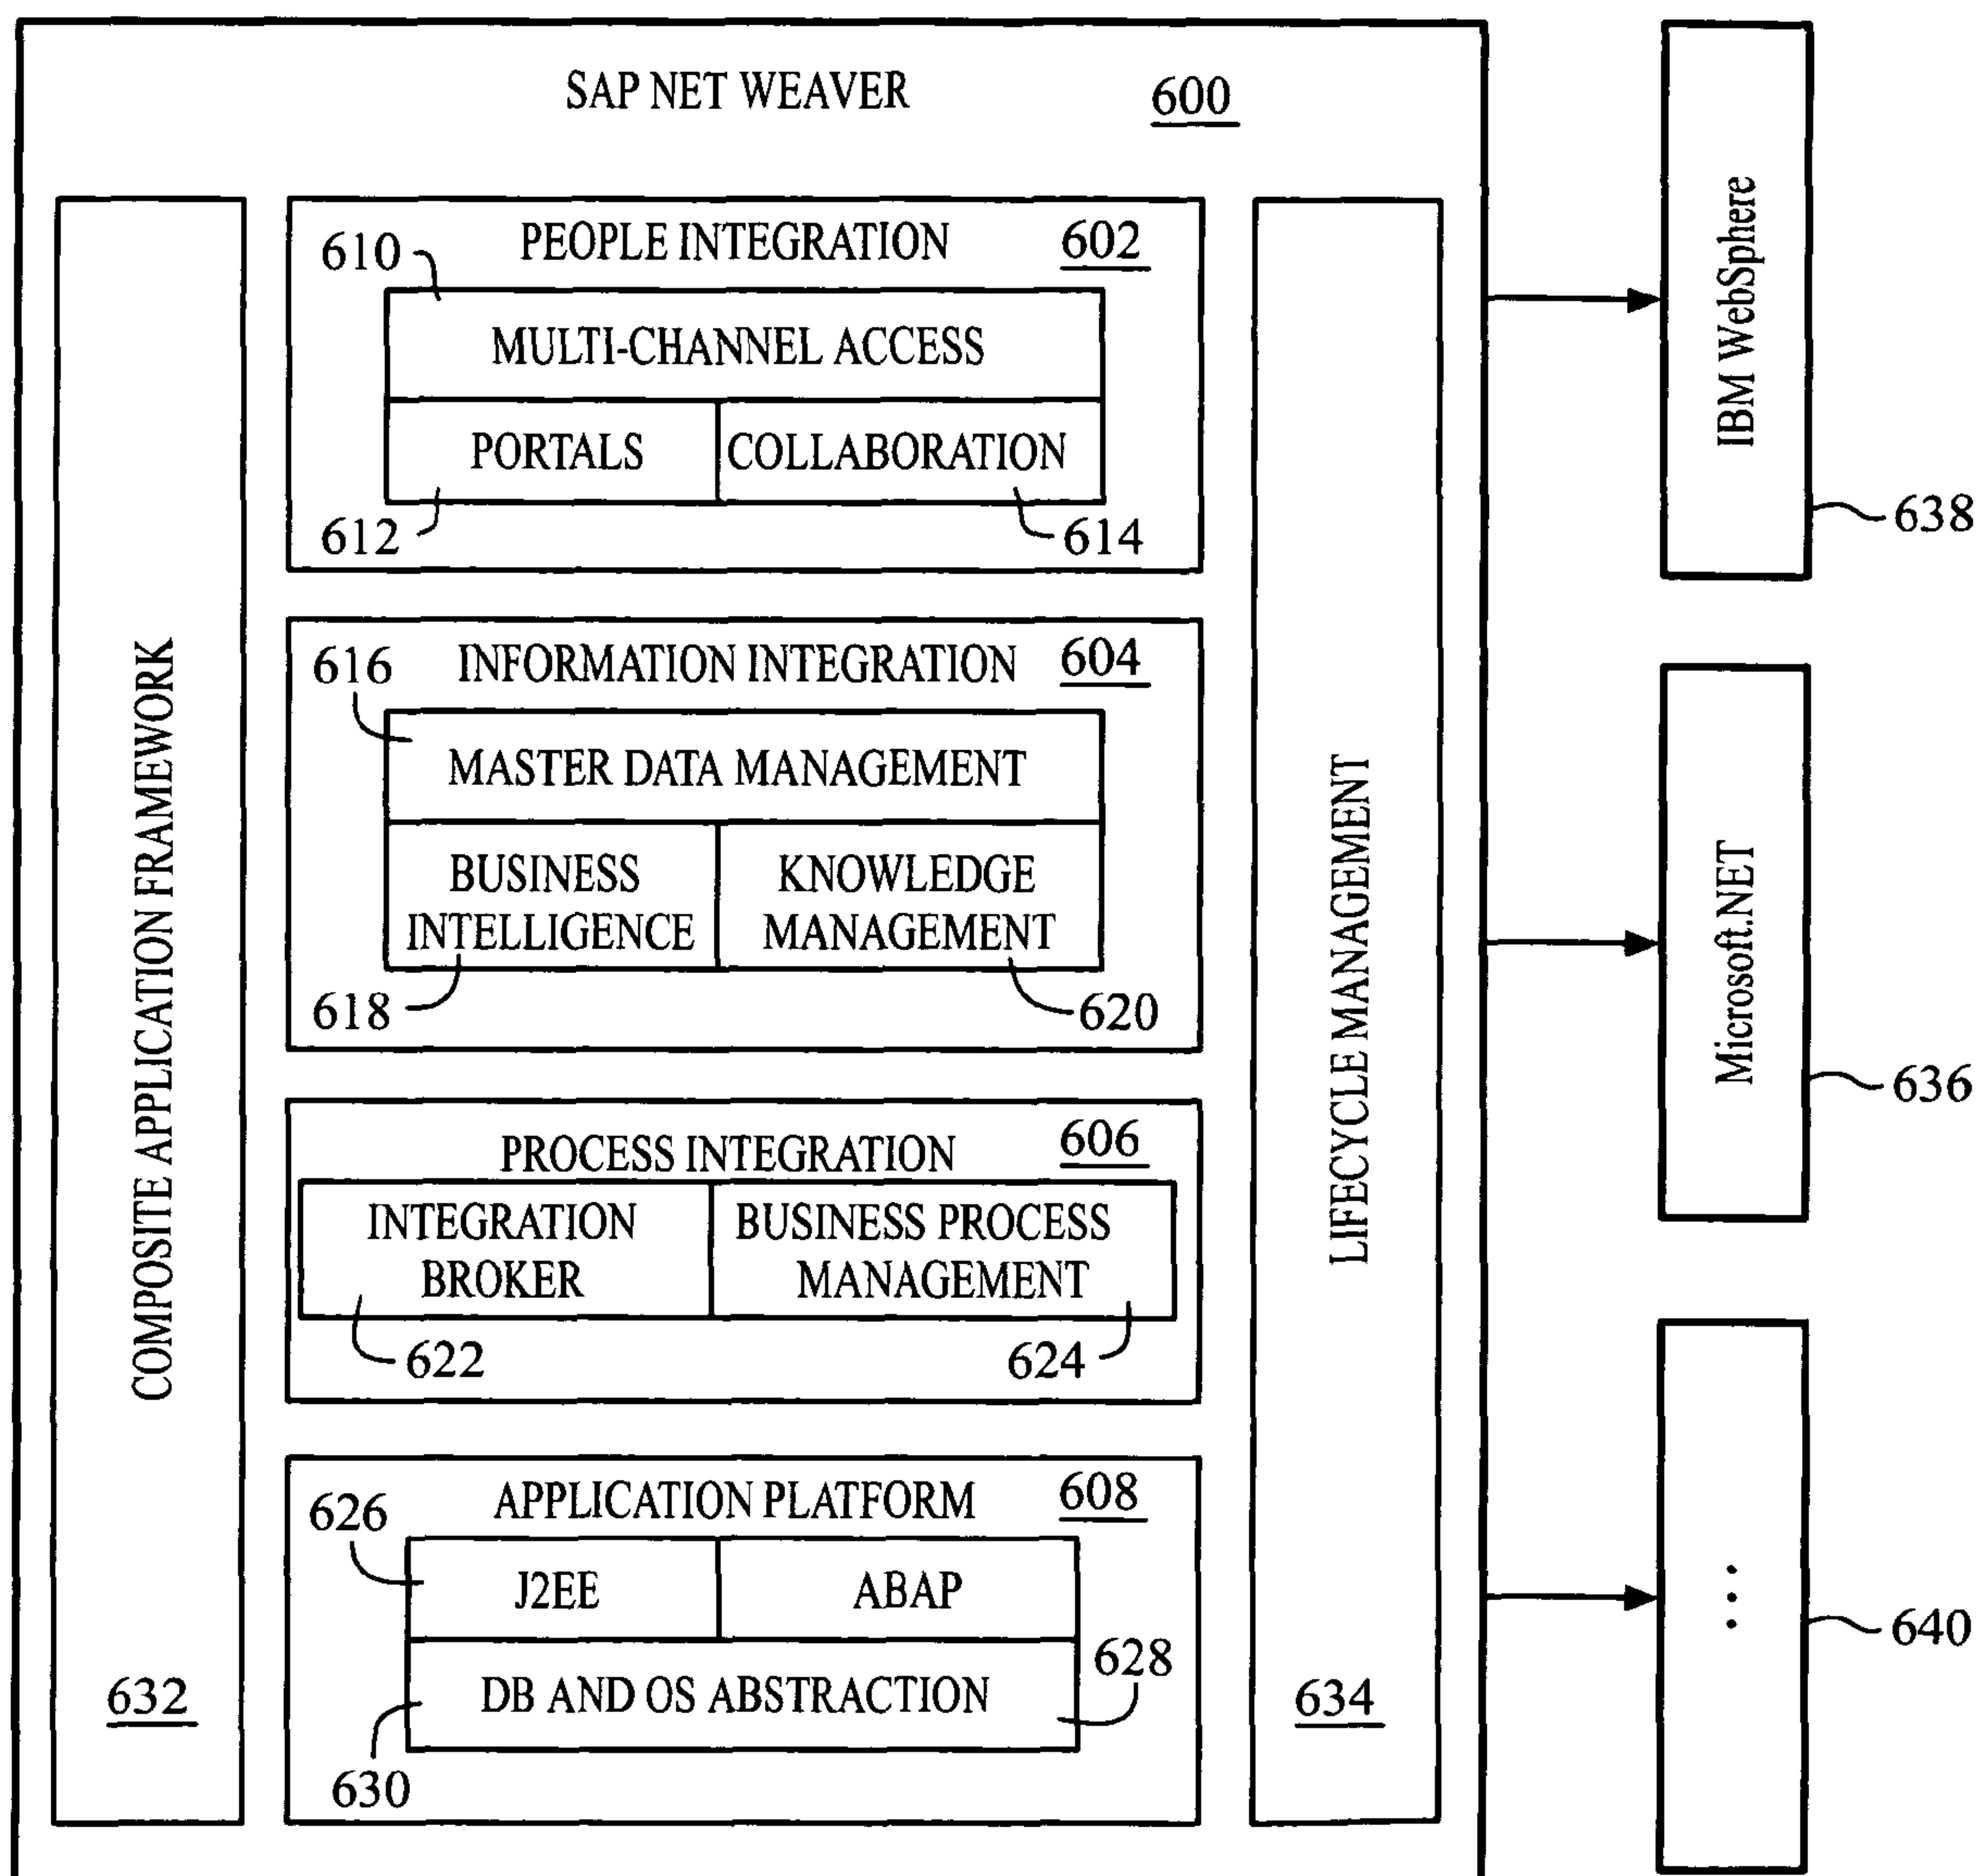 SAP NET WEAVER 600
COMPOSITE APPLICATION FRAMEWORK
632
PEOPLE INTEGRATION 602
610
MULTI-CHANNEL ACCESS
PORTALS
COLLABORATION
612
614
INFORMATION INTEGRATION 604
616
MASTER DATA MANAGEMENT
BUSINESS
INTELLIGENCE
KNOWLEDGE
MANAGEMENT
618
620
PROCESS INTEGRATION 606
INTEGRATION
BROKER
BUSINESS PROCESS
MANAGEMENT
622
624
APPLICATION PLATFORM 608
626
J2EE
ABAP
DB AND OS ABSTRACTION
628
630
LIFECYCLE MANAGEMENT
634
IBM WebSphere
638
Microsoft.NET
636
...
640